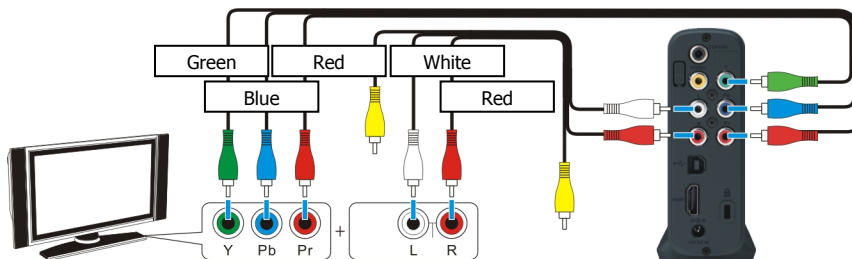 Green
Red
White
Blue
Red
Y Pb Pr + L R